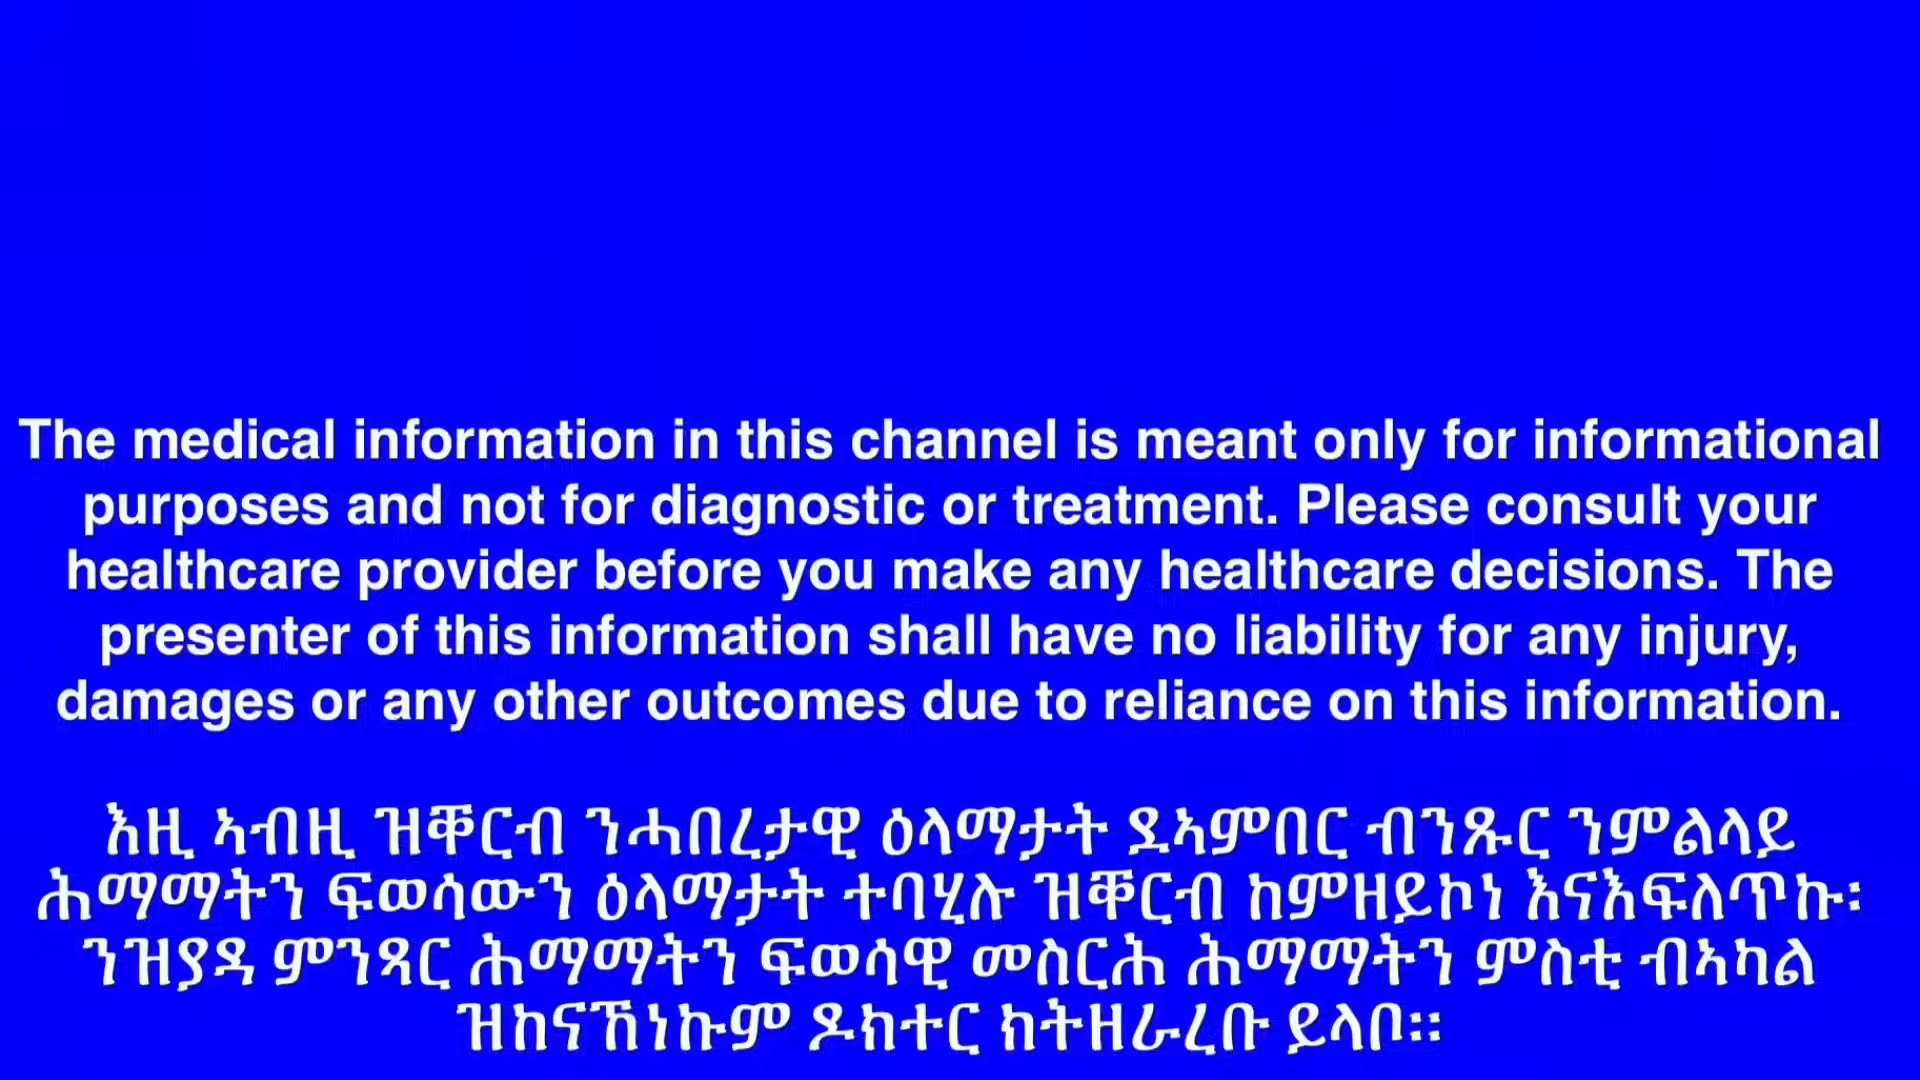 The medical information in this channel is meant only for informational
purposes and not for diagnostic or treatment. Please consult your
healthcare provider before you make any healthcare decisions. The
presenter of this information shall have no liability for any injury,
damages or any other outcomes due to reliance on this information.
እዚ ኣብዚ ዝቐርብ ንሓበረታዊ ዕላማታት ደኣምበር ብንጹር ንምልላይ
ሕማማትን ፍወሳውን ዕላማታት ተባሂሉ ዝቐርብ ከምዘይኮነ እናእፍለጥኩ፡
ንዝያዳ ምንጻር ሕማማትን ፍወሳዊ መስርሕ ሕማማትን ምስቲ ብኣካል
ዝከናኸነኩም ዶክተር ክትዘራረቡ ይላቦ።